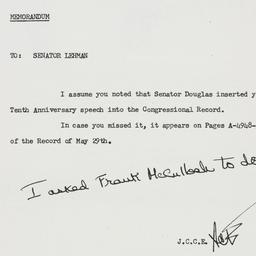 MEMORANDUM
TO: SENATOR LEHMAN
I assume you noted that Senator Douglas inserted y
Tenth Anniversary speech into the Congressional Record.
In case you missed it, it appears on Pages A-4948-
of the Record of May 29th.
I asked Frank McCulloch to do
J.C.C.E.